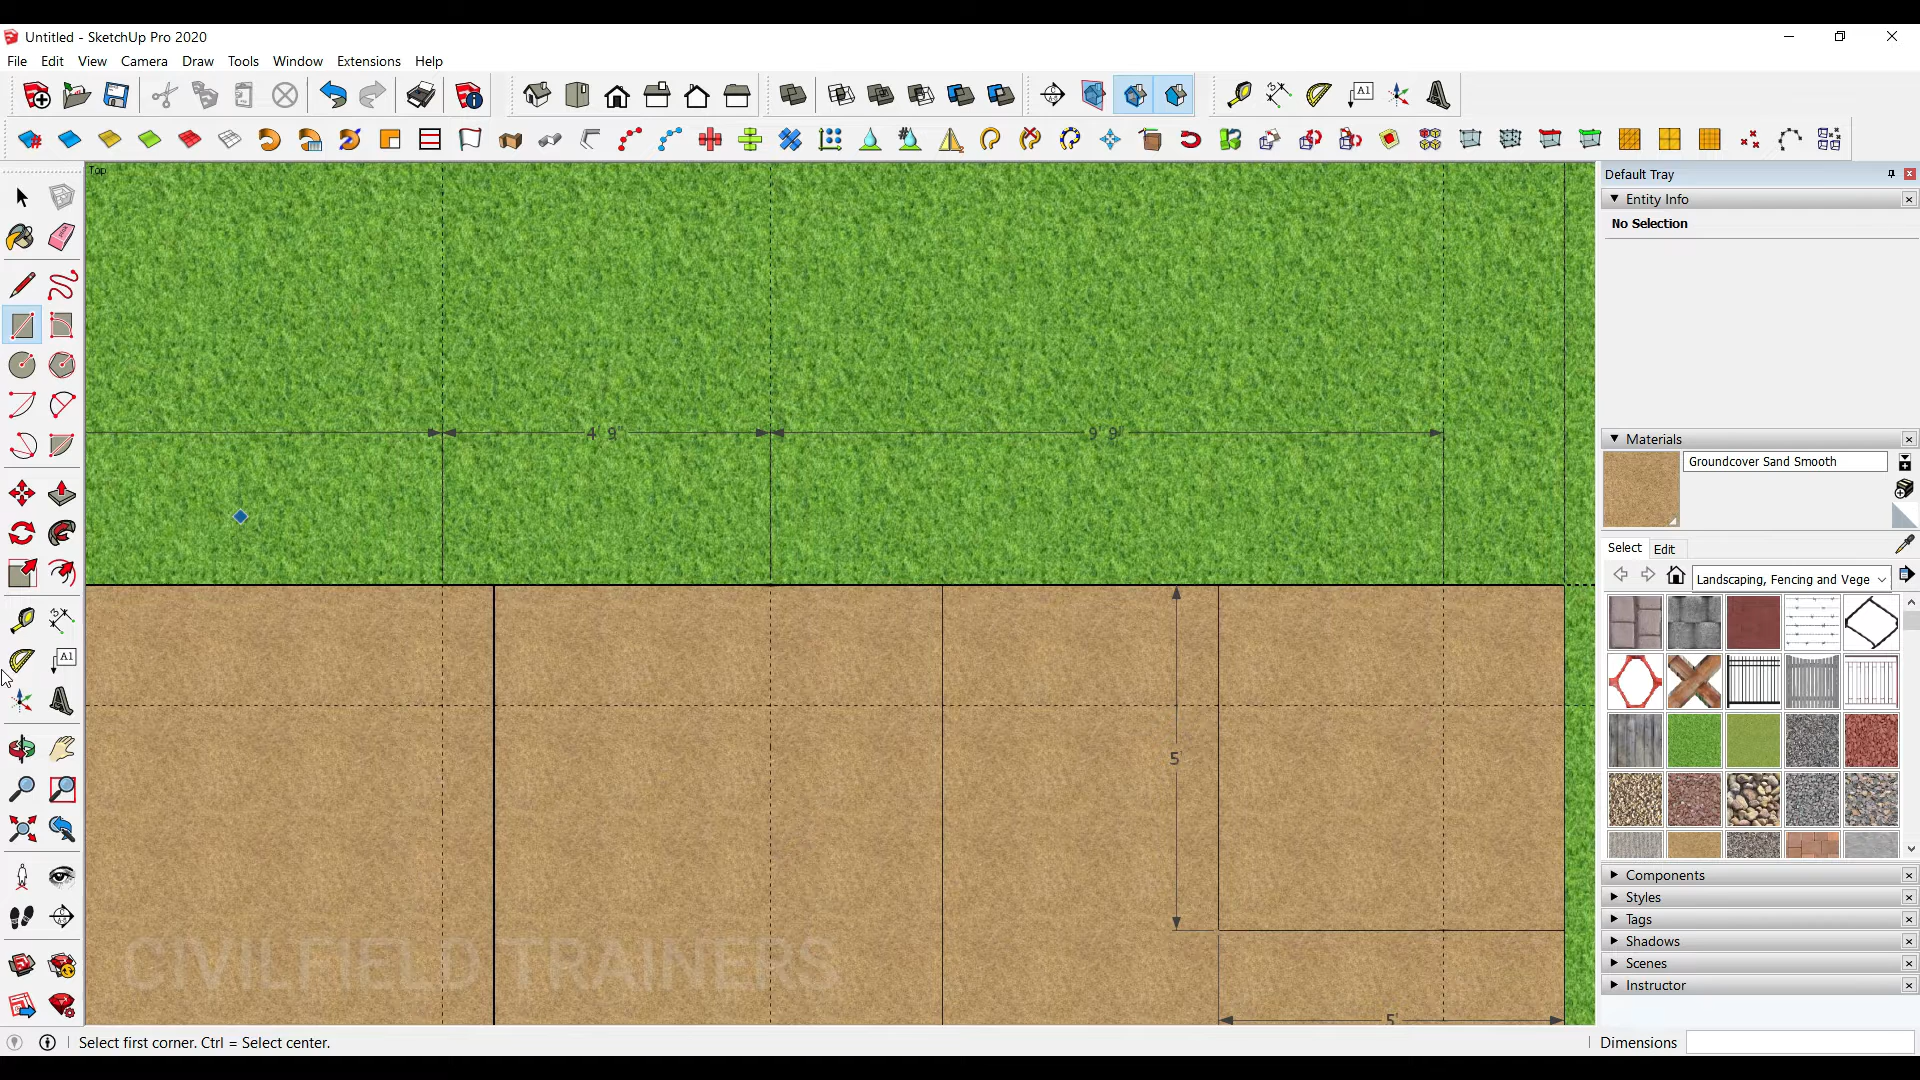 Untitled - SketchUp Pro 2020
File Edit View Camera Draw Tools Window Extensions Help
Top
Default Tray
Entity Info
No Selection
4' 9"
9' 9"
Materials
Groundcover Sand Smooth
Select Edit
Landscaping, Fencing and Vege
5'
5'
Components
Styles
Tags
Shadows
Scenes
Instructor
CIVILFIELD TRAINERS
Select first corner. Ctrl = Select center.
Dimensions